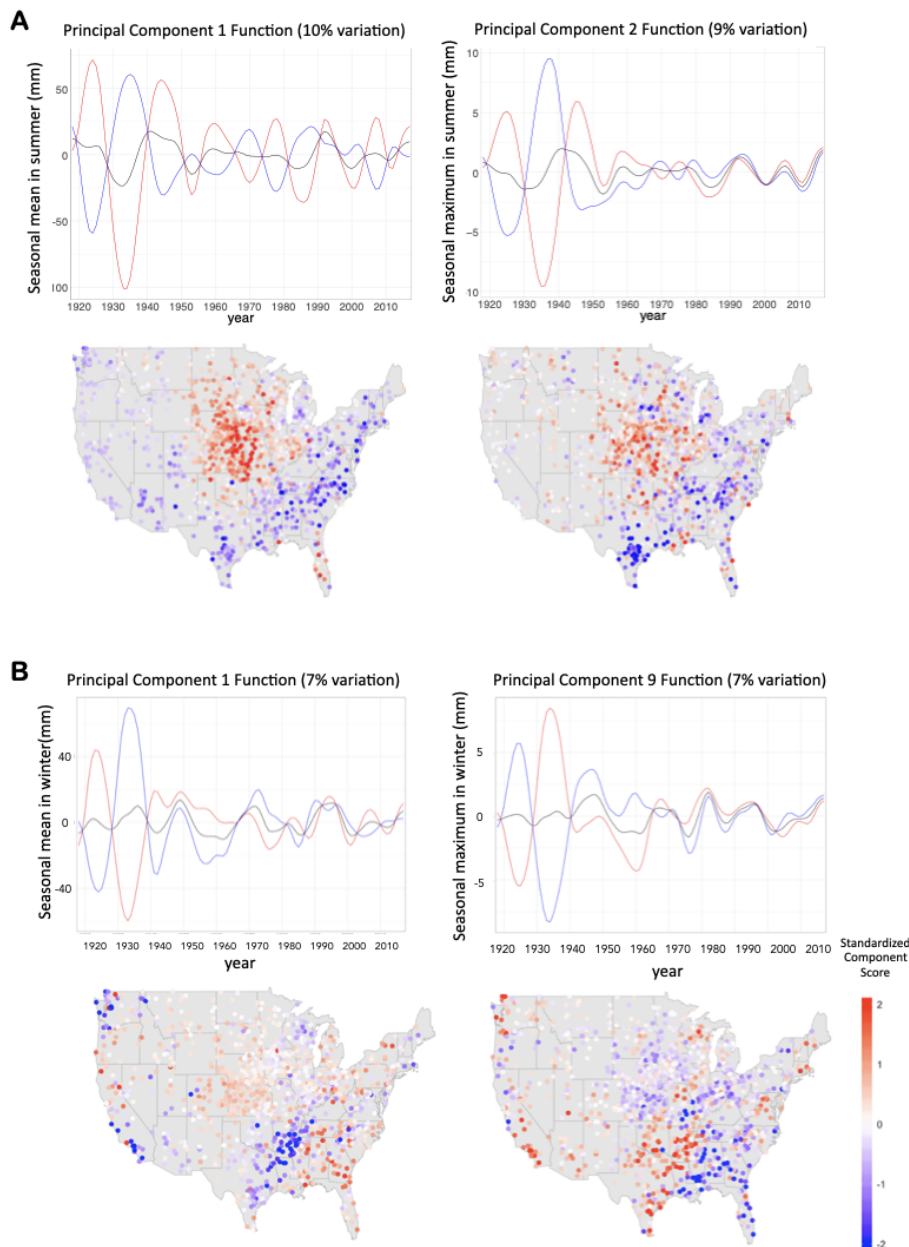 A
Principal Component 1 Function (10% variation)
Seasonal mean in summer (mm)
50
0
-50
100
1920 1930 1940 1950 1960 1970 1980 1990 2000 2010
year
Principal Component 2 Function (9% variation)
Seasonal maximum in summer (mm)
10
5
0
-5
10
1920 1930 1940 1950 1960 1970 1980 1990 2000 2010
year
B
Principal Component 1 Function (7% variation)
Seasonal mean in winter(mm)
40
0
-40
1920 1930 1940 1950 1960 1970 1980 1990 2000 2010
year
Principal Component 9 Function (7% variation)
Seasonal maximum in winter (mm)
5
0
-5
1920 1930 1940 1950 1960 1970 1980 1990 2000 2010
year
Standardized
Component
Score
2
1
0
-1
-2